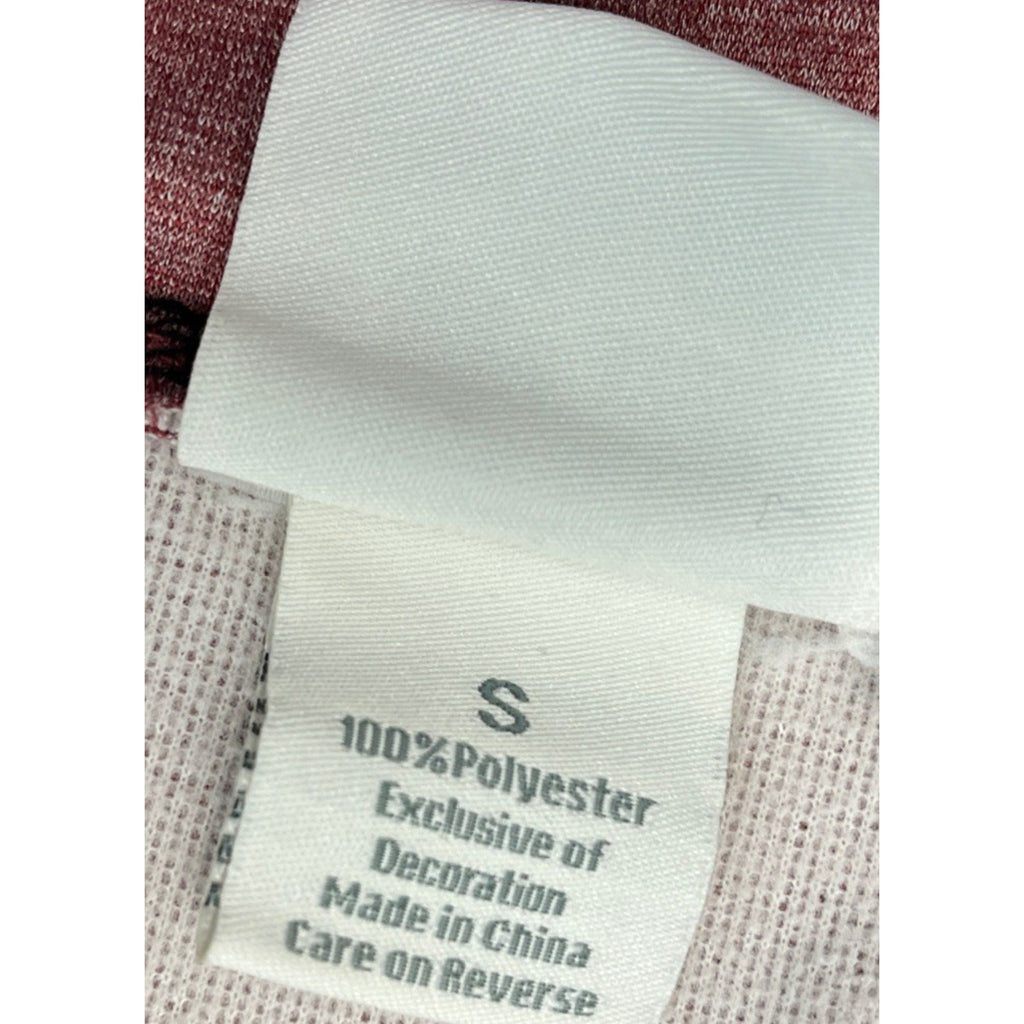 S
100%Polyester
Exclusive of
Decoration
Made in China
Care on Reverse